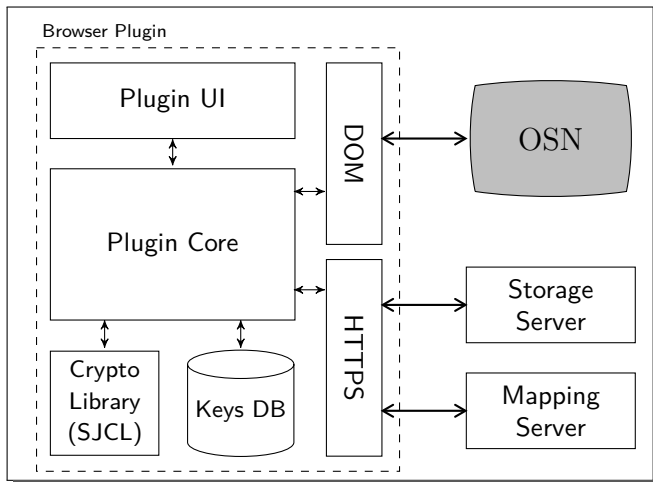 Browser Plugin
Plugin UI
DOM
OSN
Plugin Core
HTTPS
Storage
Server
Crypto
Library
(SJCL)
Keys DB
Mapping
Server